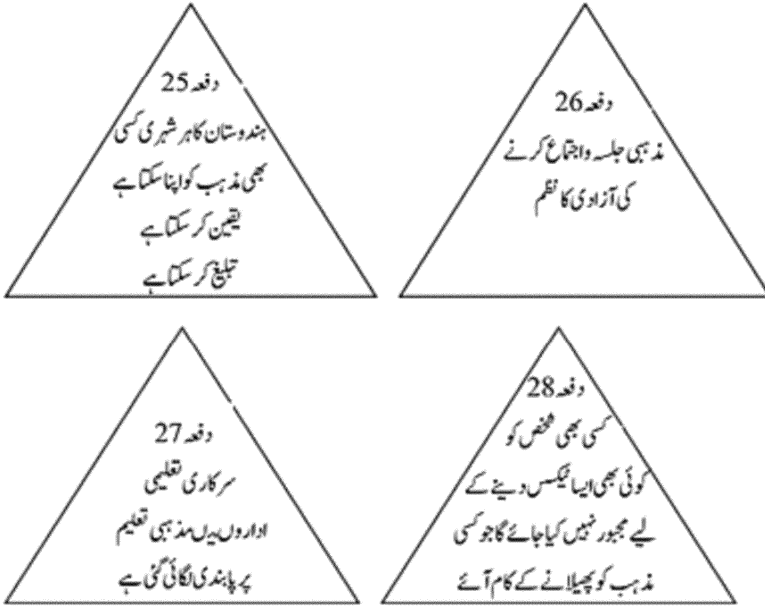 دفعہ 25
ہندوستان کا ہر شہری کسی
بھی مذہب کو اپنا سکتا ہے
یقین کر سکتا ہے
تبلیغ کر سکتا ہے
دفعہ 26
مذہبی جلسہ و اجتماع کرنے
کی آزادی کا نظم
دفعہ 27
سرکاری تعلیمی
اداروں میں مذہبی تعلیم
پر پابندی لگائی گئی ہے
دفعہ 28
کسی بھی شخص کو
کوئی بھی ایسا ٹیکس دینے کے
لیے مجبور نہیں کیا جائے گا جو کسی
مذہب کو پھیلانے کے کام آئے